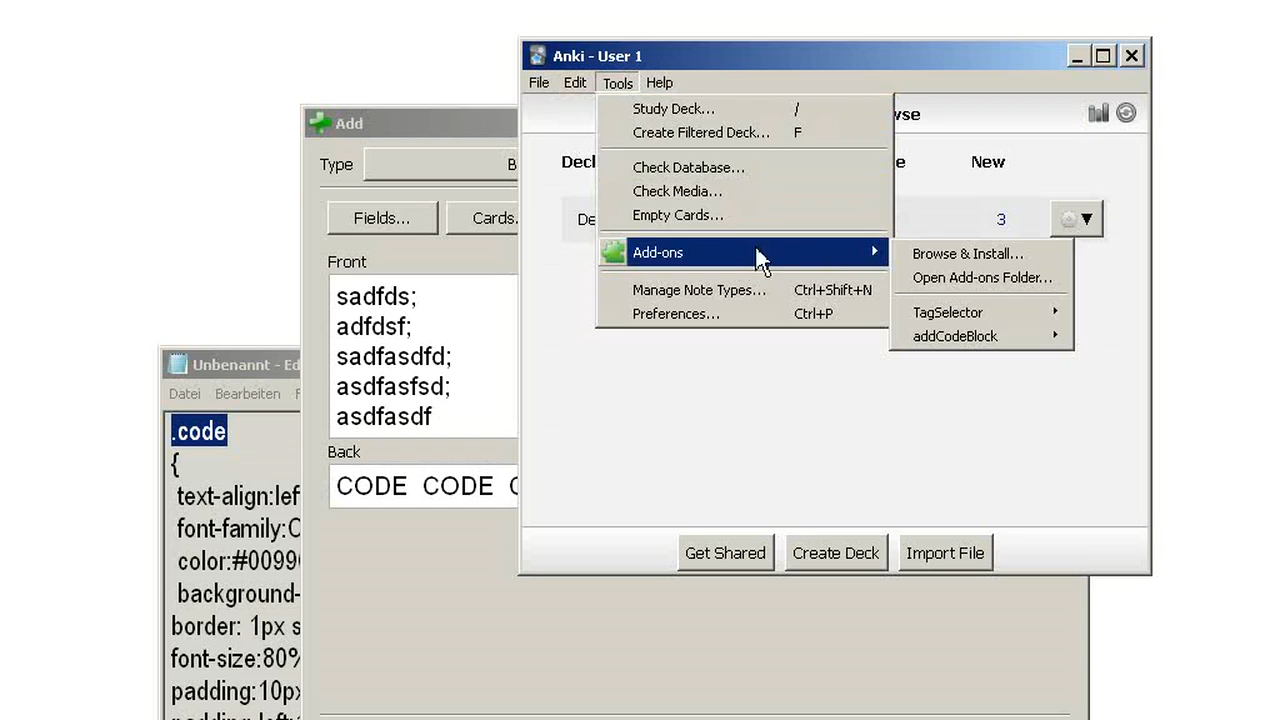 Anki - User 1
File Edit Tools Help
Study Deck... /
Create Filtered Deck... F
Check Database...
Check Media...
Empty Cards...
Add-ons
Manage Note Types... Ctrl+Shift+N
Preferences... Ctrl+P
Browse & Install...
Open Add-ons Folder...
TagSelector
addCodeBlock
New
3
Get Shared Create Deck Import File
Add
Type
Fields... Cards.
Front
sadfds;
adfdsf;
sadfasdfd;
asdfasfsd;
asdfasdf
Back
CODE CODE
Unbenannt - Ed
Datei Bearbeiten
.code
{
text-align:lef
font-family:C
color:#0099
background-
border: 1px s
font-size:80%
padding:10px